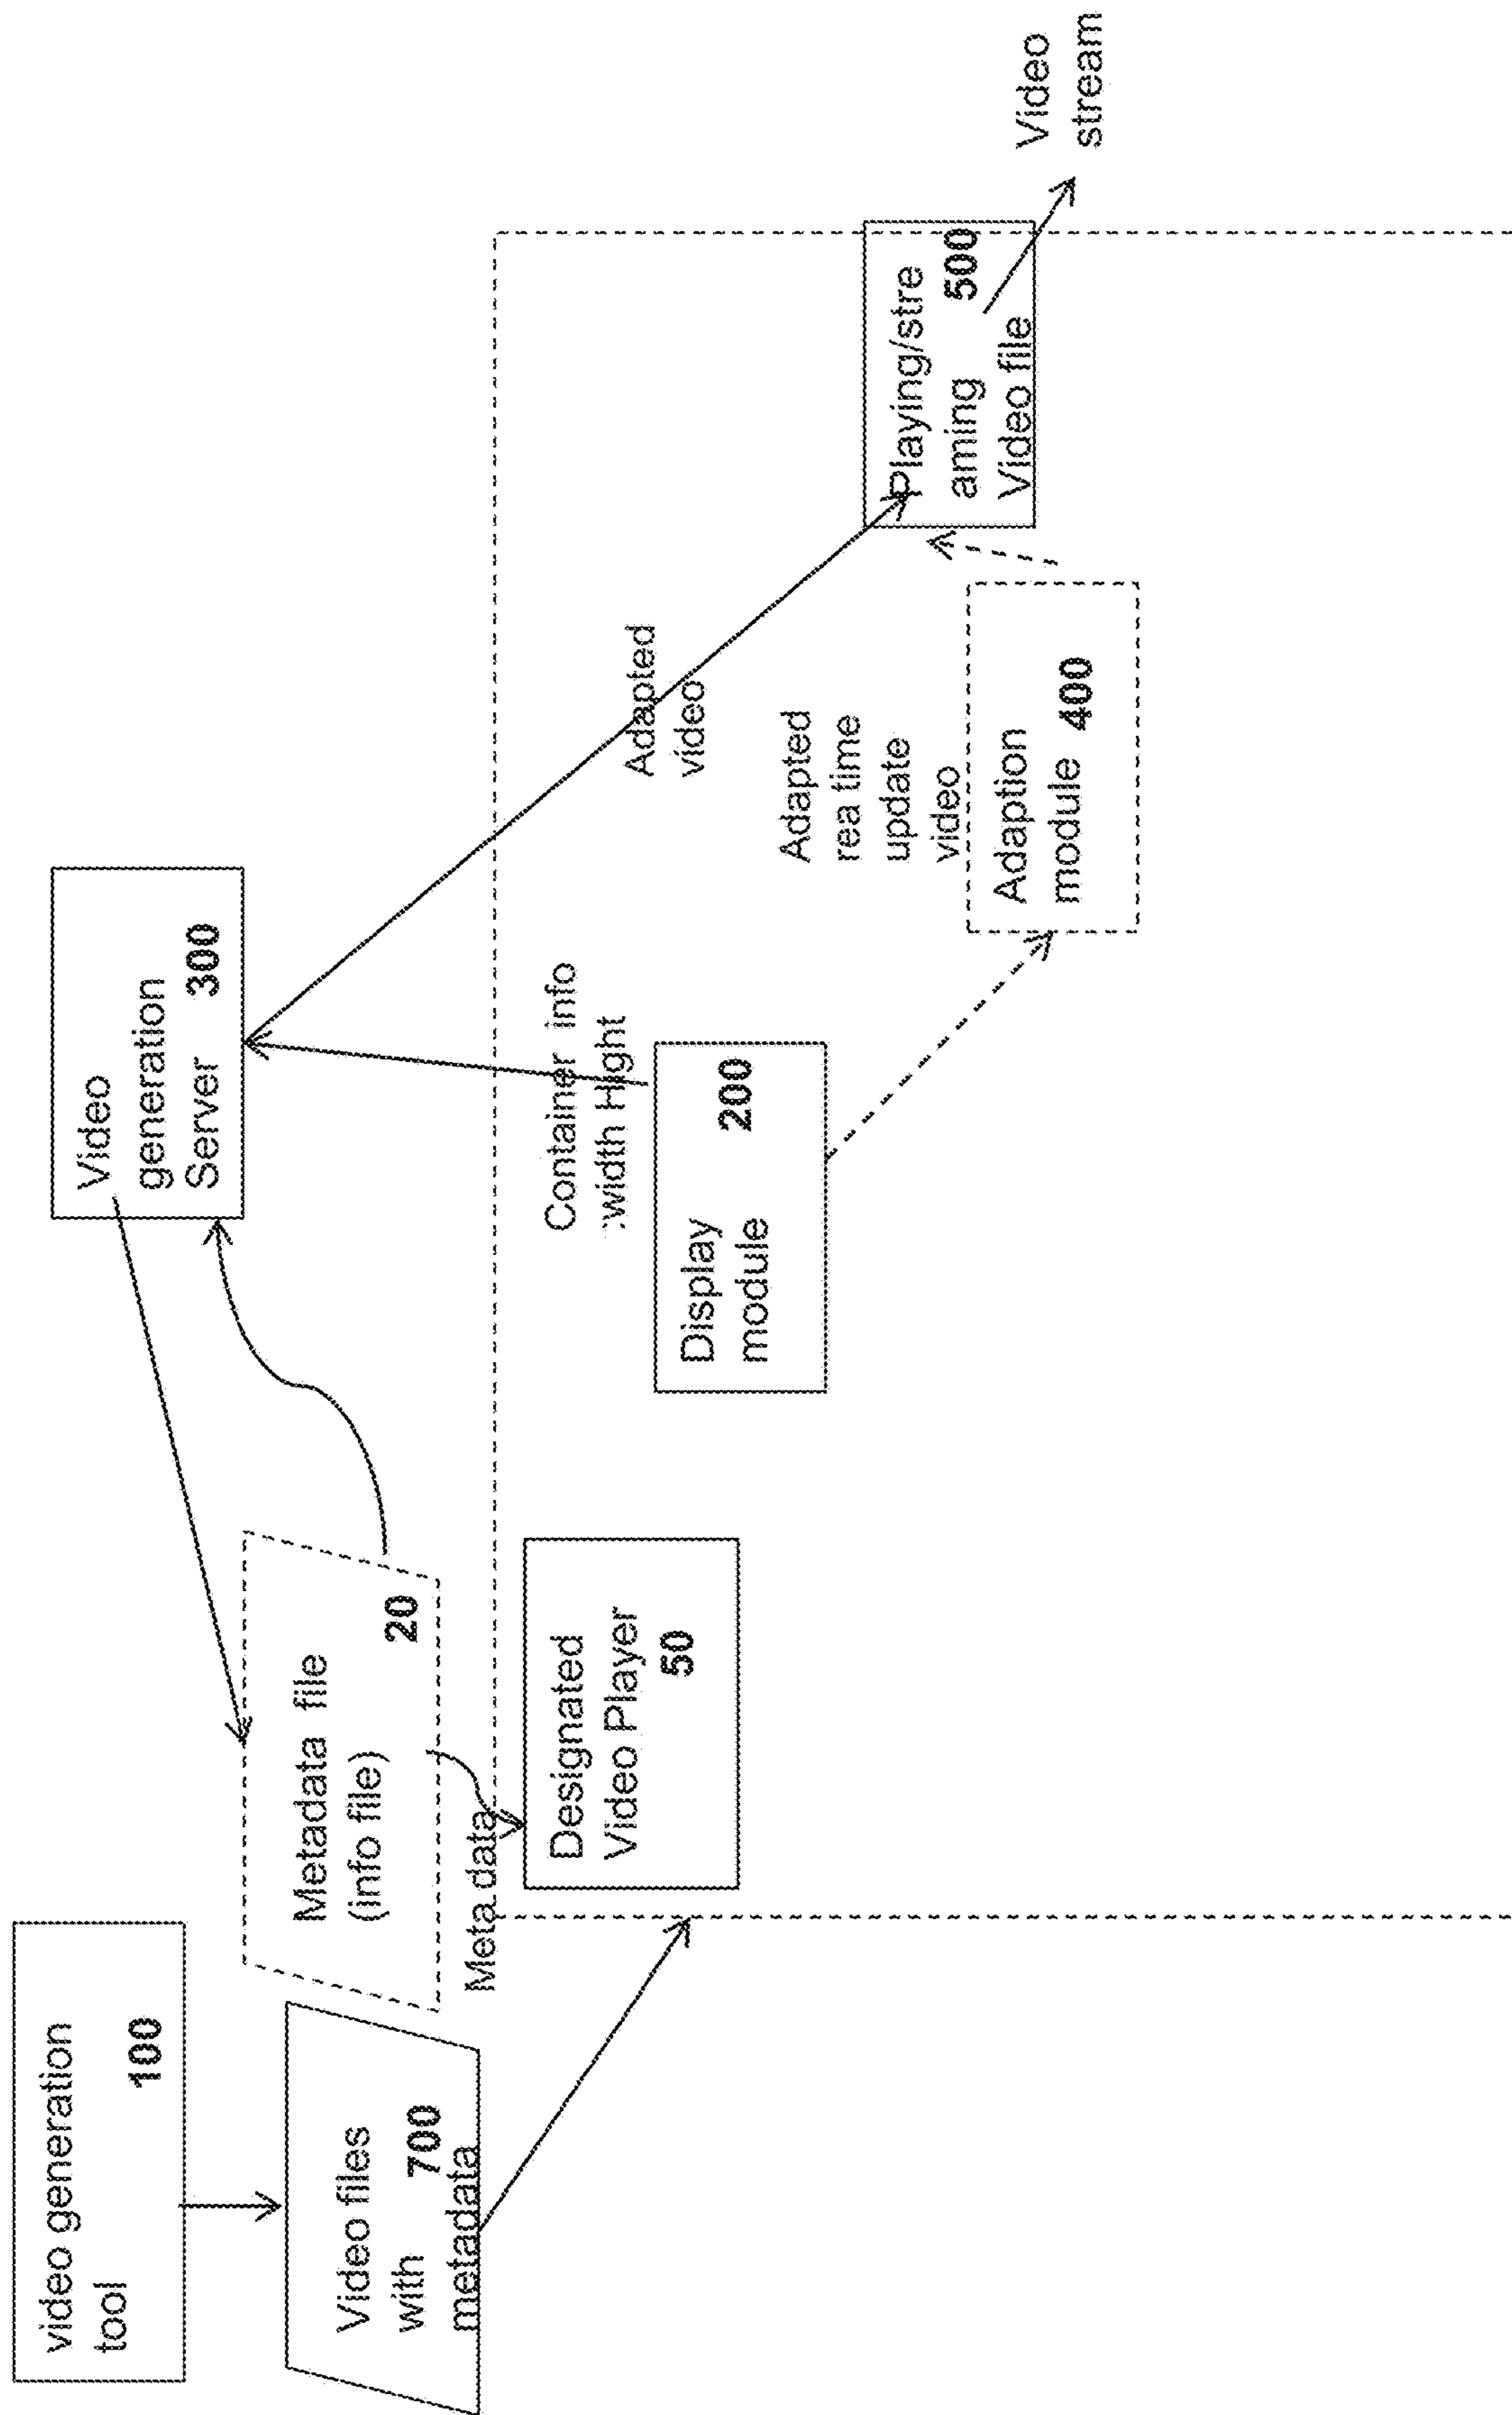 video generation
tool
100
Video files
with 700
metadata
Metadata file
(info file)
20
Meta data
Designated
Video Player
50
Video
generation
Server 300
Container info
:width Hight
Display
module
200
Adapted
video
Adapted
rea time
update
video
Adaption
module 400
Playing/stre
aming 500
Video file
Video
stream